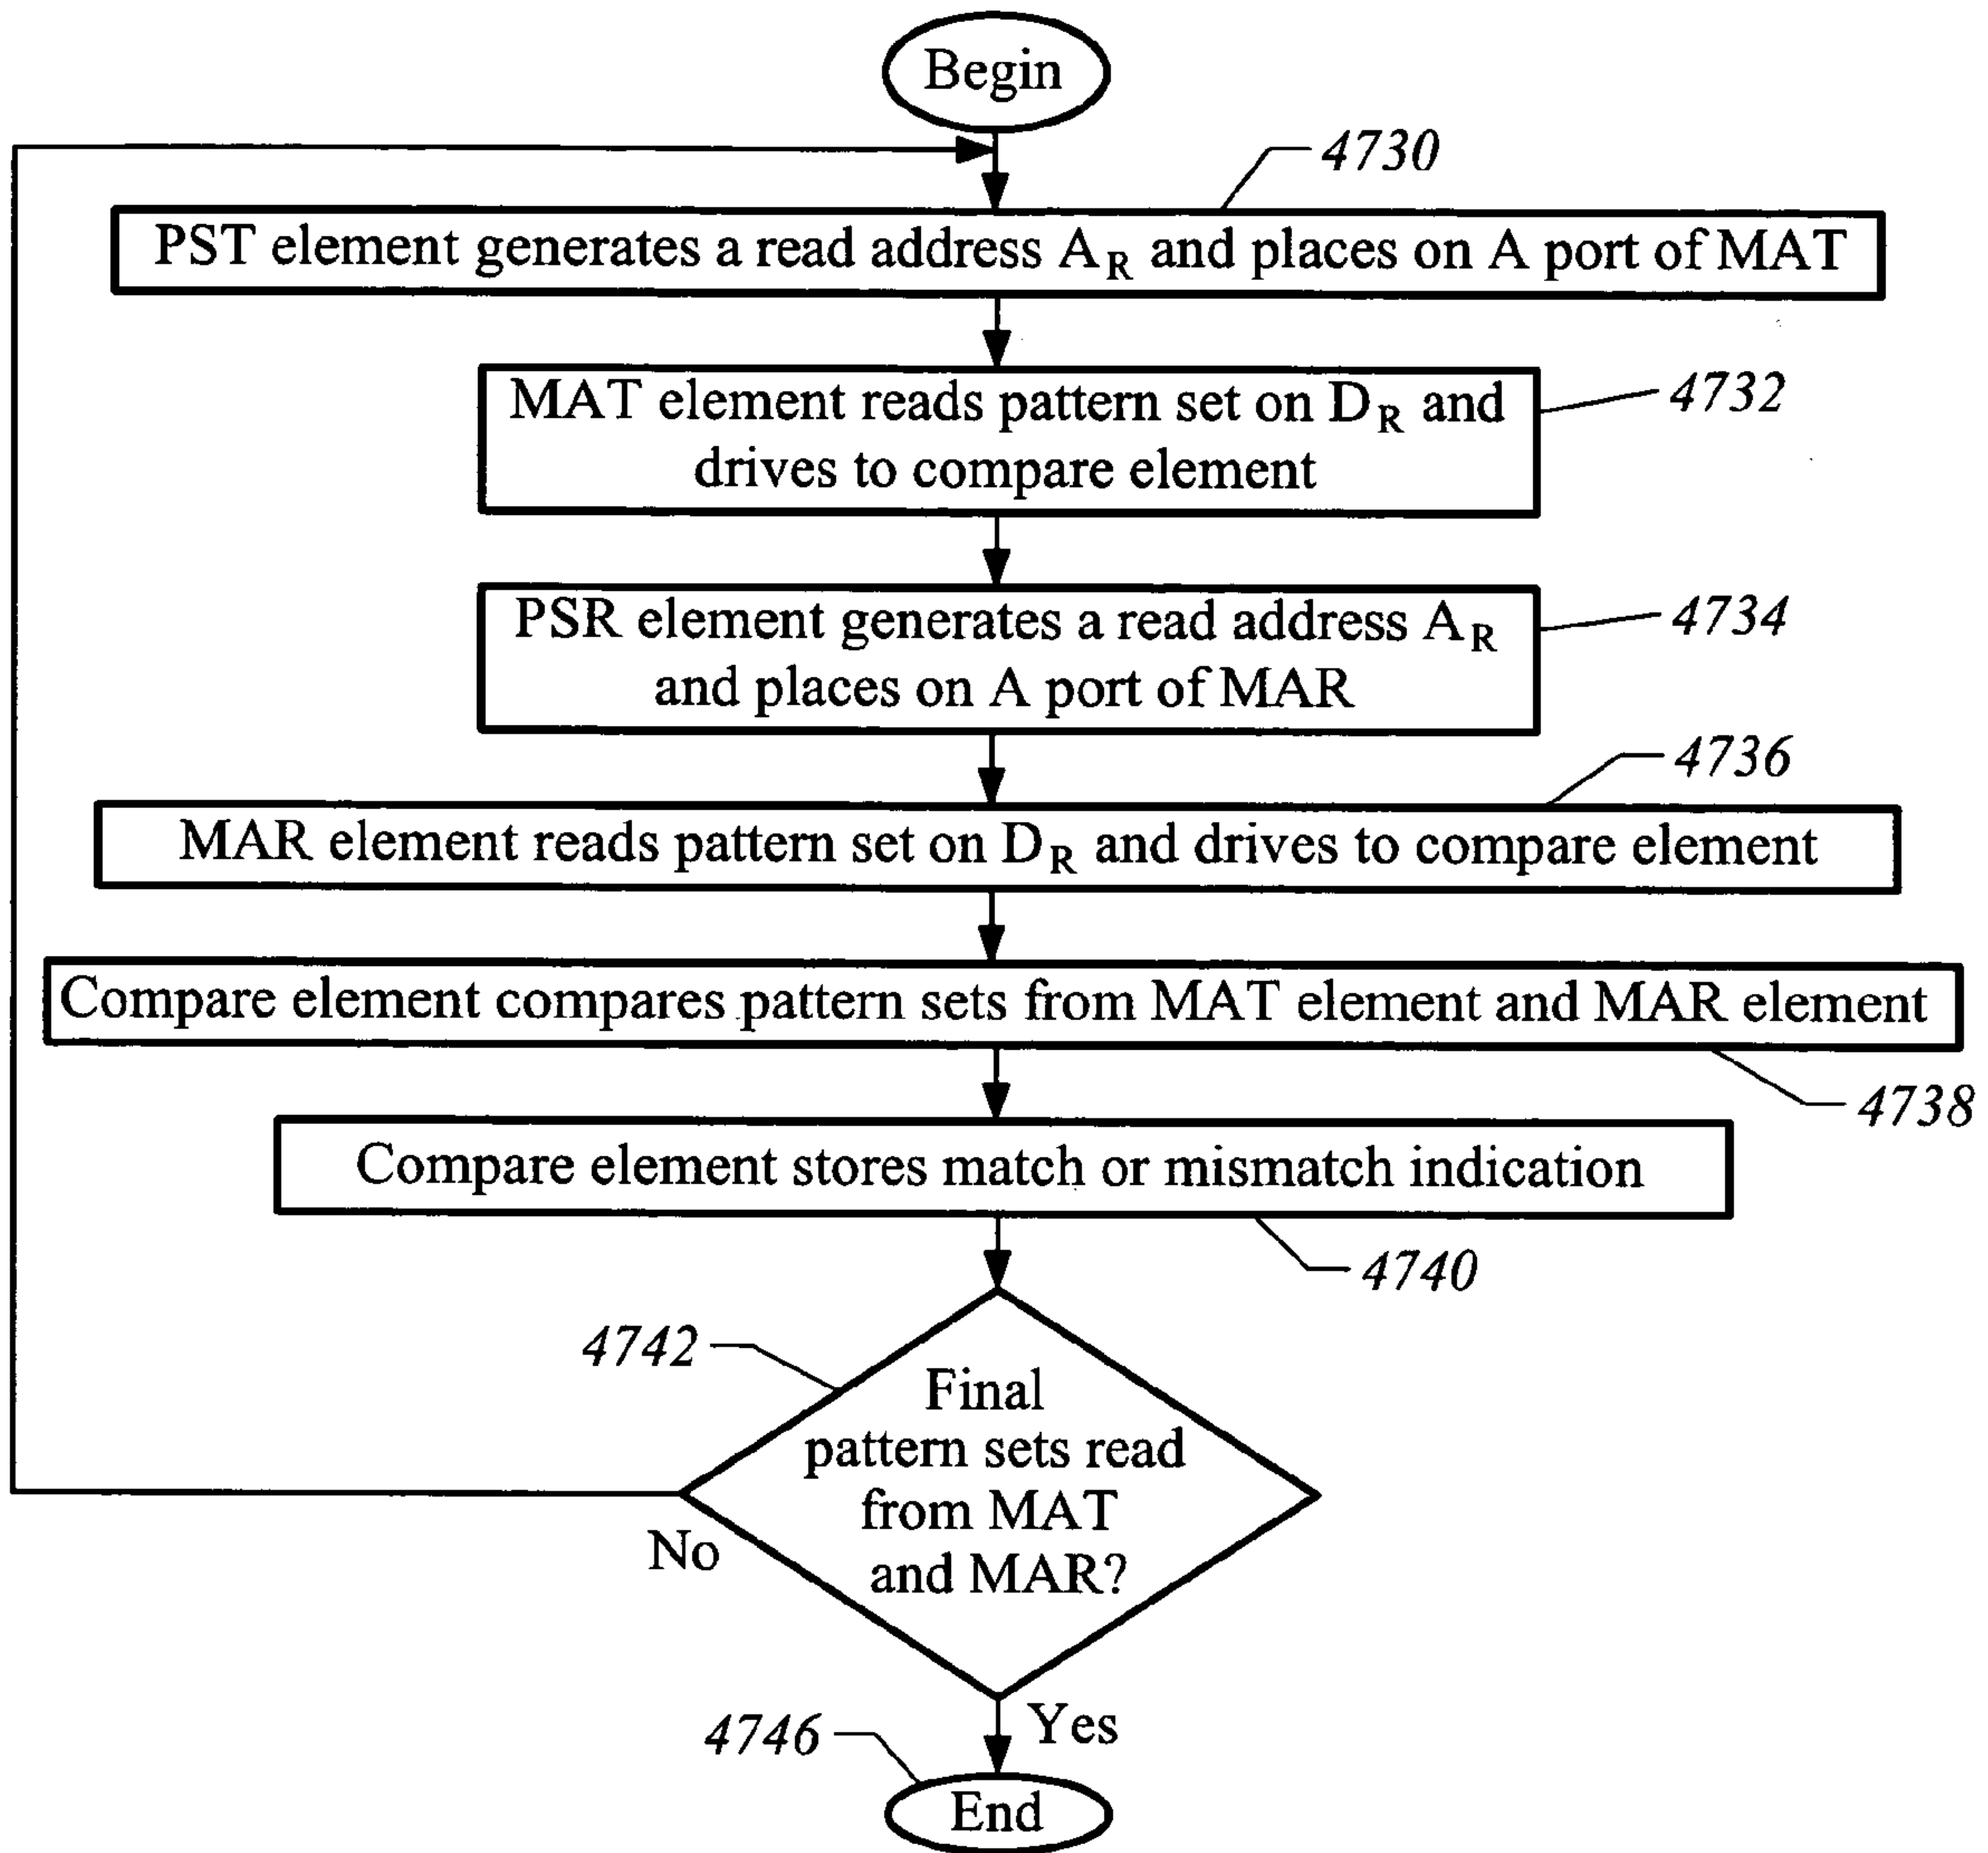 Begin
4730
PST element generates a read address AR and places on A port of MAT
MAT element reads pattern set on DR and
drives to compare element
4732
PSR element generates a read address AR
and places on A port of MAR
4734
4736
MAR element reads pattern set on DR and drives to compare element
Compare element compares pattern sets from MAT element and MAR element
4738
Compare element stores match or mismatch indication
4740
4742
Final
pattern sets read
from MAT
and MAR?
No
Yes
4746
End